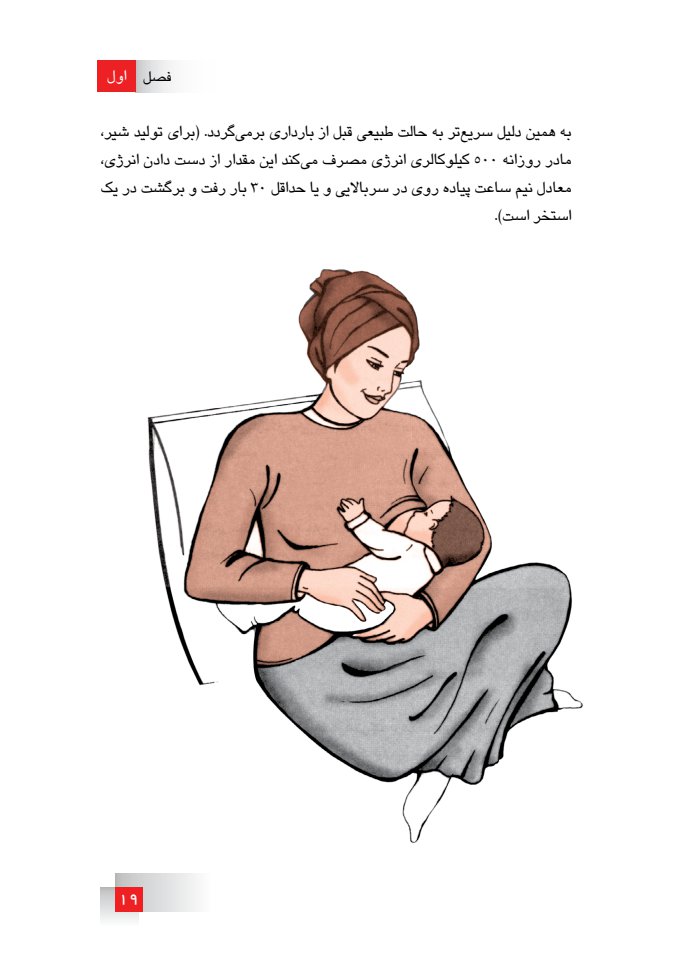 فصل اول
به همین دلیل سریع‌تر به حالت طبیعی قبل از بارداری برمی‌گردد. (برای تولید شیر،
مادر روزانه ۵۰۰ کیلوکالری انرژی مصرف می‌کند این مقدار از دست دادن انرژی،
معادل نیم ساعت پیاده روی در سربالایی و یا حداقل ۳۰ بار رفت و برگشت در یک
استخر است).
۱۹